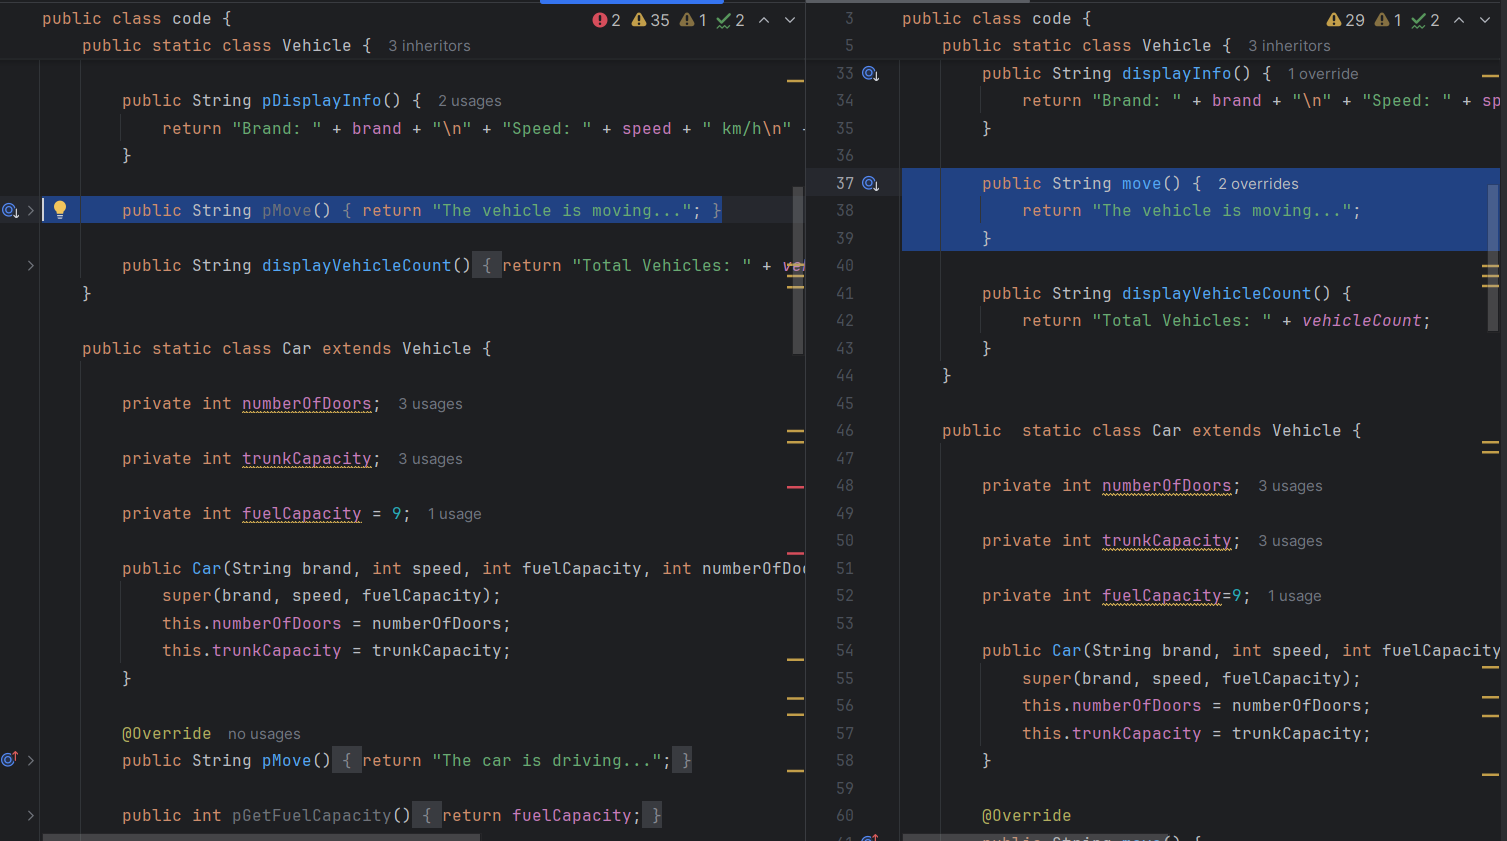 public class code {
2 35 1 2
public static class Vehicle { 3 inheritors
public String pDisplayInfo() { 2 usages
return "Brand: " + brand + "\n" + "Speed: " + speed + " km/h\n" +
}
public String pMove() { return "The vehicle is moving..."; }
public String displayVehicleCount() { return "Total Vehicles: " + veh
}
public static class Car extends Vehicle {
private int numberOfDoors; 3 usages
private int trunkCapacity; 3 usages
private int fuelCapacity = 9; 1 usage
public Car(String brand, int speed, int fuelCapacity, int numberOfDoo
super(brand, speed, fuelCapacity);
this.numberOfDoors = numberOfDoors;
this.trunkCapacity = trunkCapacity;
}
@Override no usages
public String pMove() { return "The car is driving..."; }
public int pGetFuelCapacity() { return fuelCapacity; }
3 public class code {
29 1 2
5 public static class Vehicle { 3 inheritors
33 public String displayInfo() { 1 override
34 return "Brand: " + brand + "\n" + "Speed: " + sp
35 }
36
37 public String move() { 2 overrides
38 return "The vehicle is moving...";
39 }
40
41 public String displayVehicleCount() {
42 return "Total Vehicles: " + vehicleCount;
43 }
44 }
45
46 public  static class Car extends Vehicle {
47
48 private int numberOfDoors; 3 usages
49
50 private int trunkCapacity; 3 usages
51
52 private int fuelCapacity=9; 1 usage
53
54 public Car(String brand, int speed, int fuelCapacity
55 super(brand, speed, fuelCapacity);
56 this.numberOfDoors = numberOfDoors;
57 this.trunkCapacity = trunkCapacity;
58 }
59
60 @Override
61 public String move() {